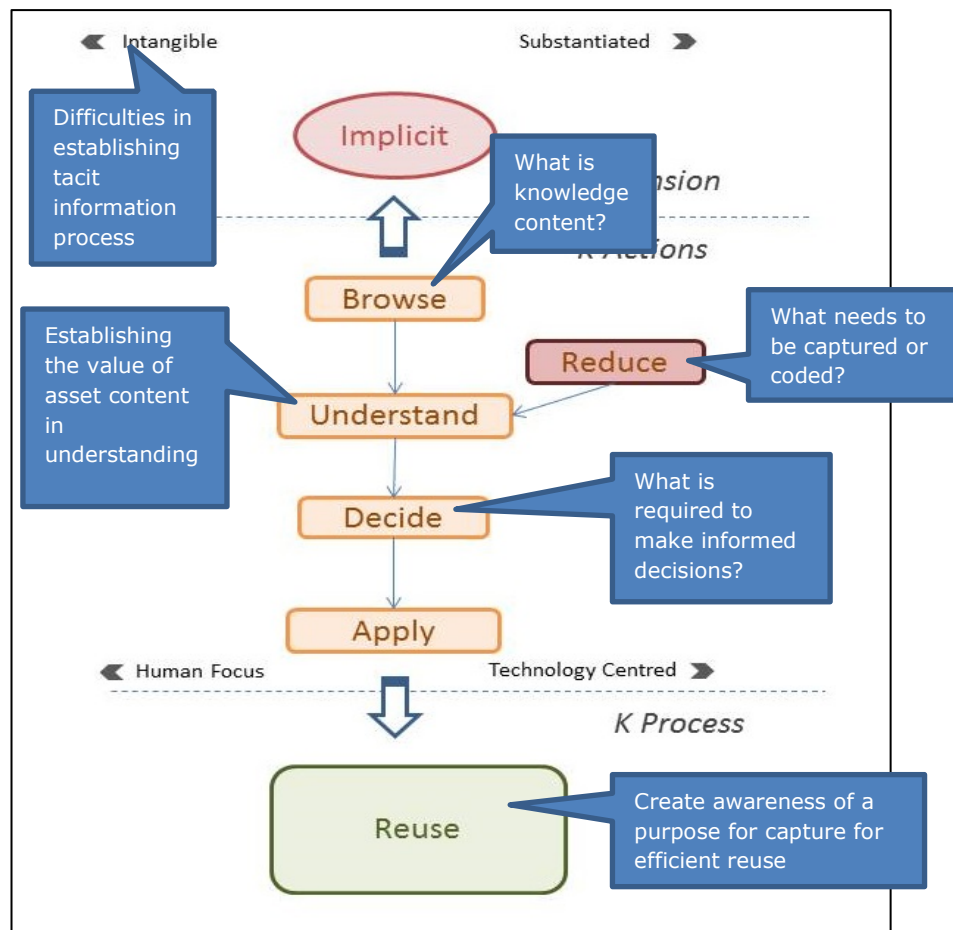 Intangible
Substantiated
Difficulties in
establishing
tacit
information
process
Implicit
What is
knowledge
content?
Browse
Establishing
the value of
asset content
in
understanding
What needs to
be captured or
coded?
Reduce
Understand
What is
required to
make informed
decisions?
Decide
Apply
Human Focus
Technology Centred
K Process
Create awareness of a
purpose for capture for
efficient reuse
Reuse